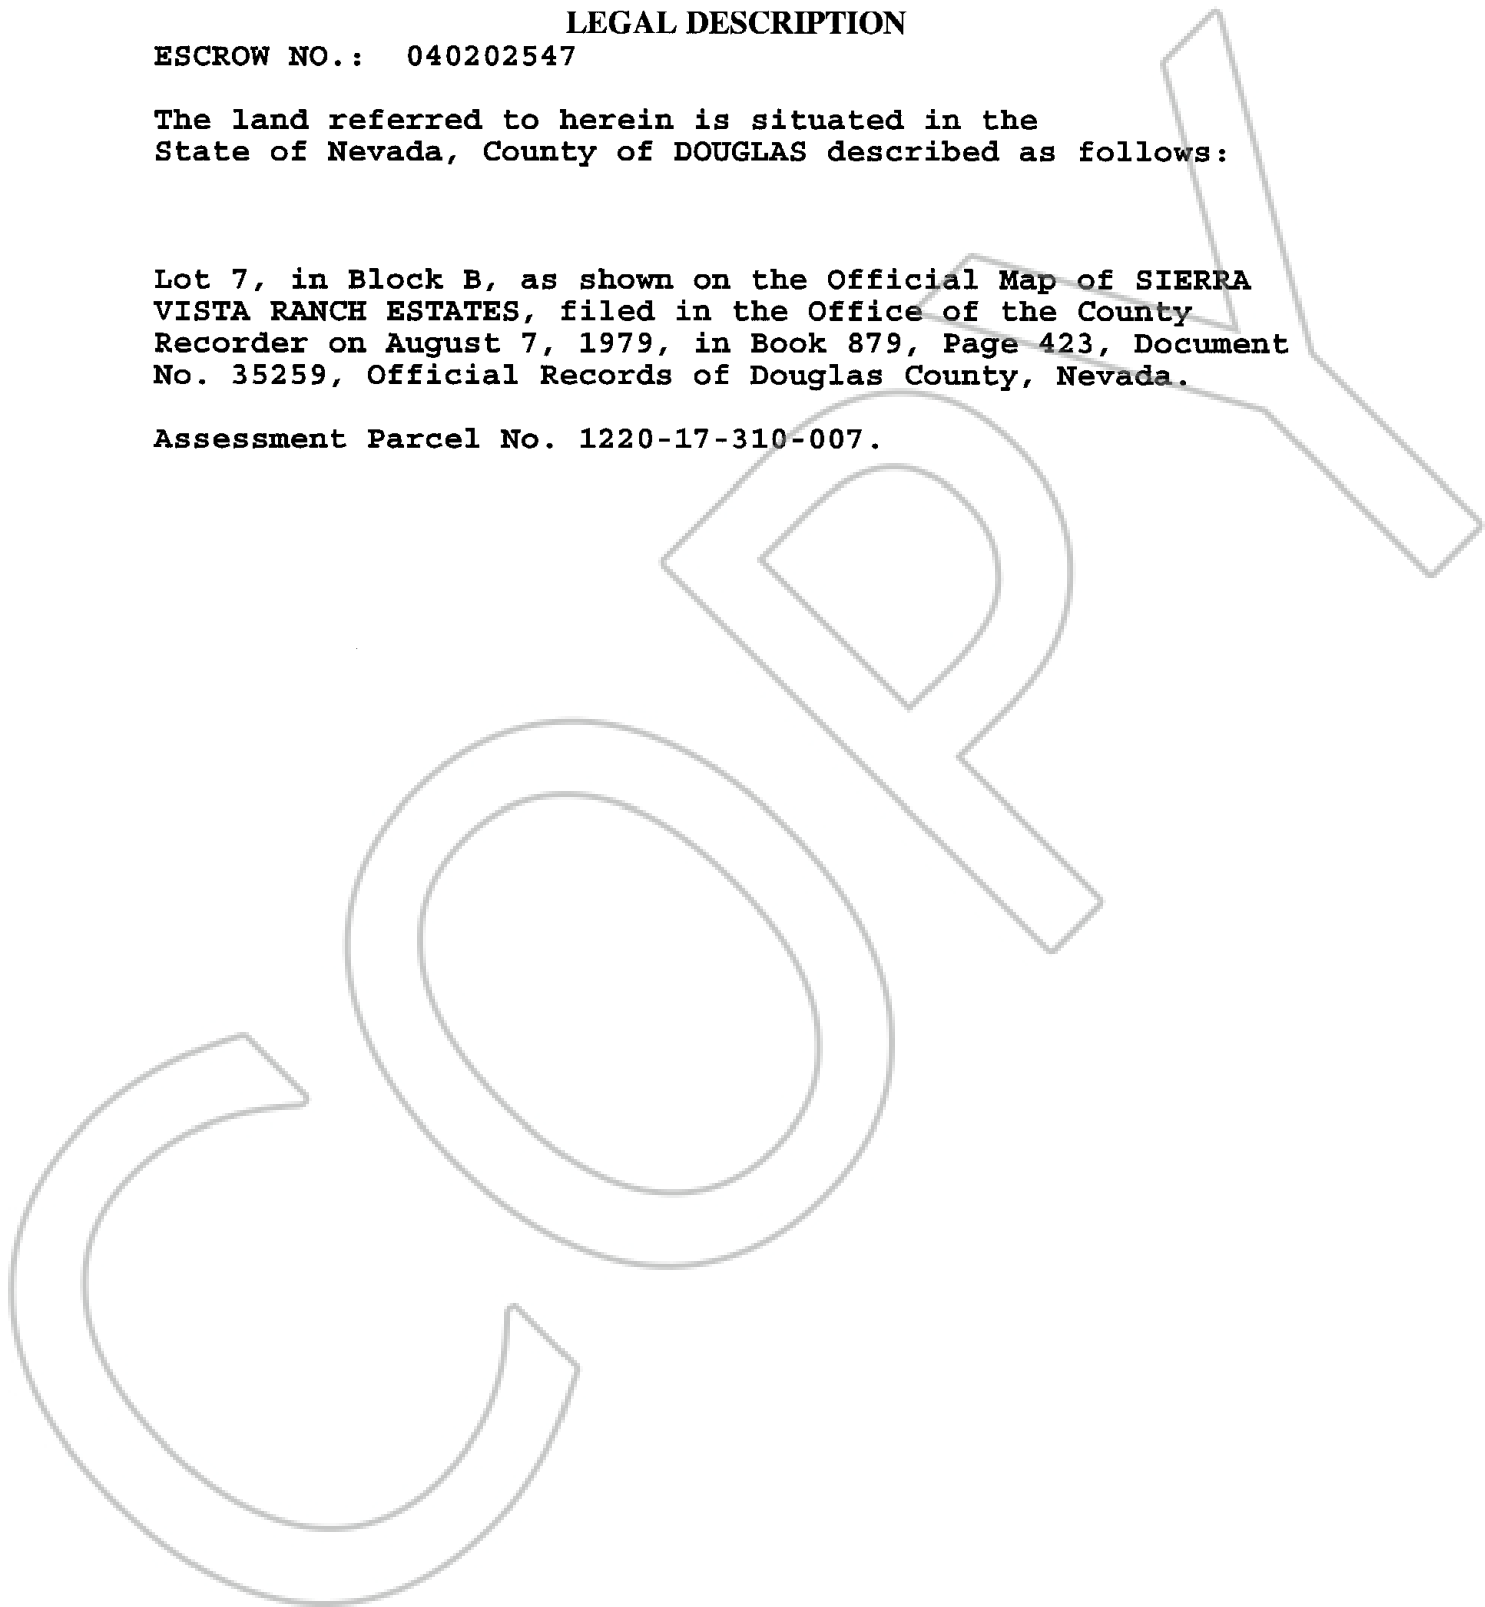 LEGAL DESCRIPTION
ESCROW NO.: 040202547
The land referred to herein is situated in the
State of Nevada, County of DOUGLAS described as follows:
Lot 7, in Block B, as shown on the Official Map of SIERRA
VISTA RANCH ESTATES, filed in the Office of the County
Recorder on August 7, 1979, in Book 879, Page 423, Document
No. 35259, Official Records of Douglas County, Nevada.
Assessment Parcel No. 1220-17-310-007.
COPY